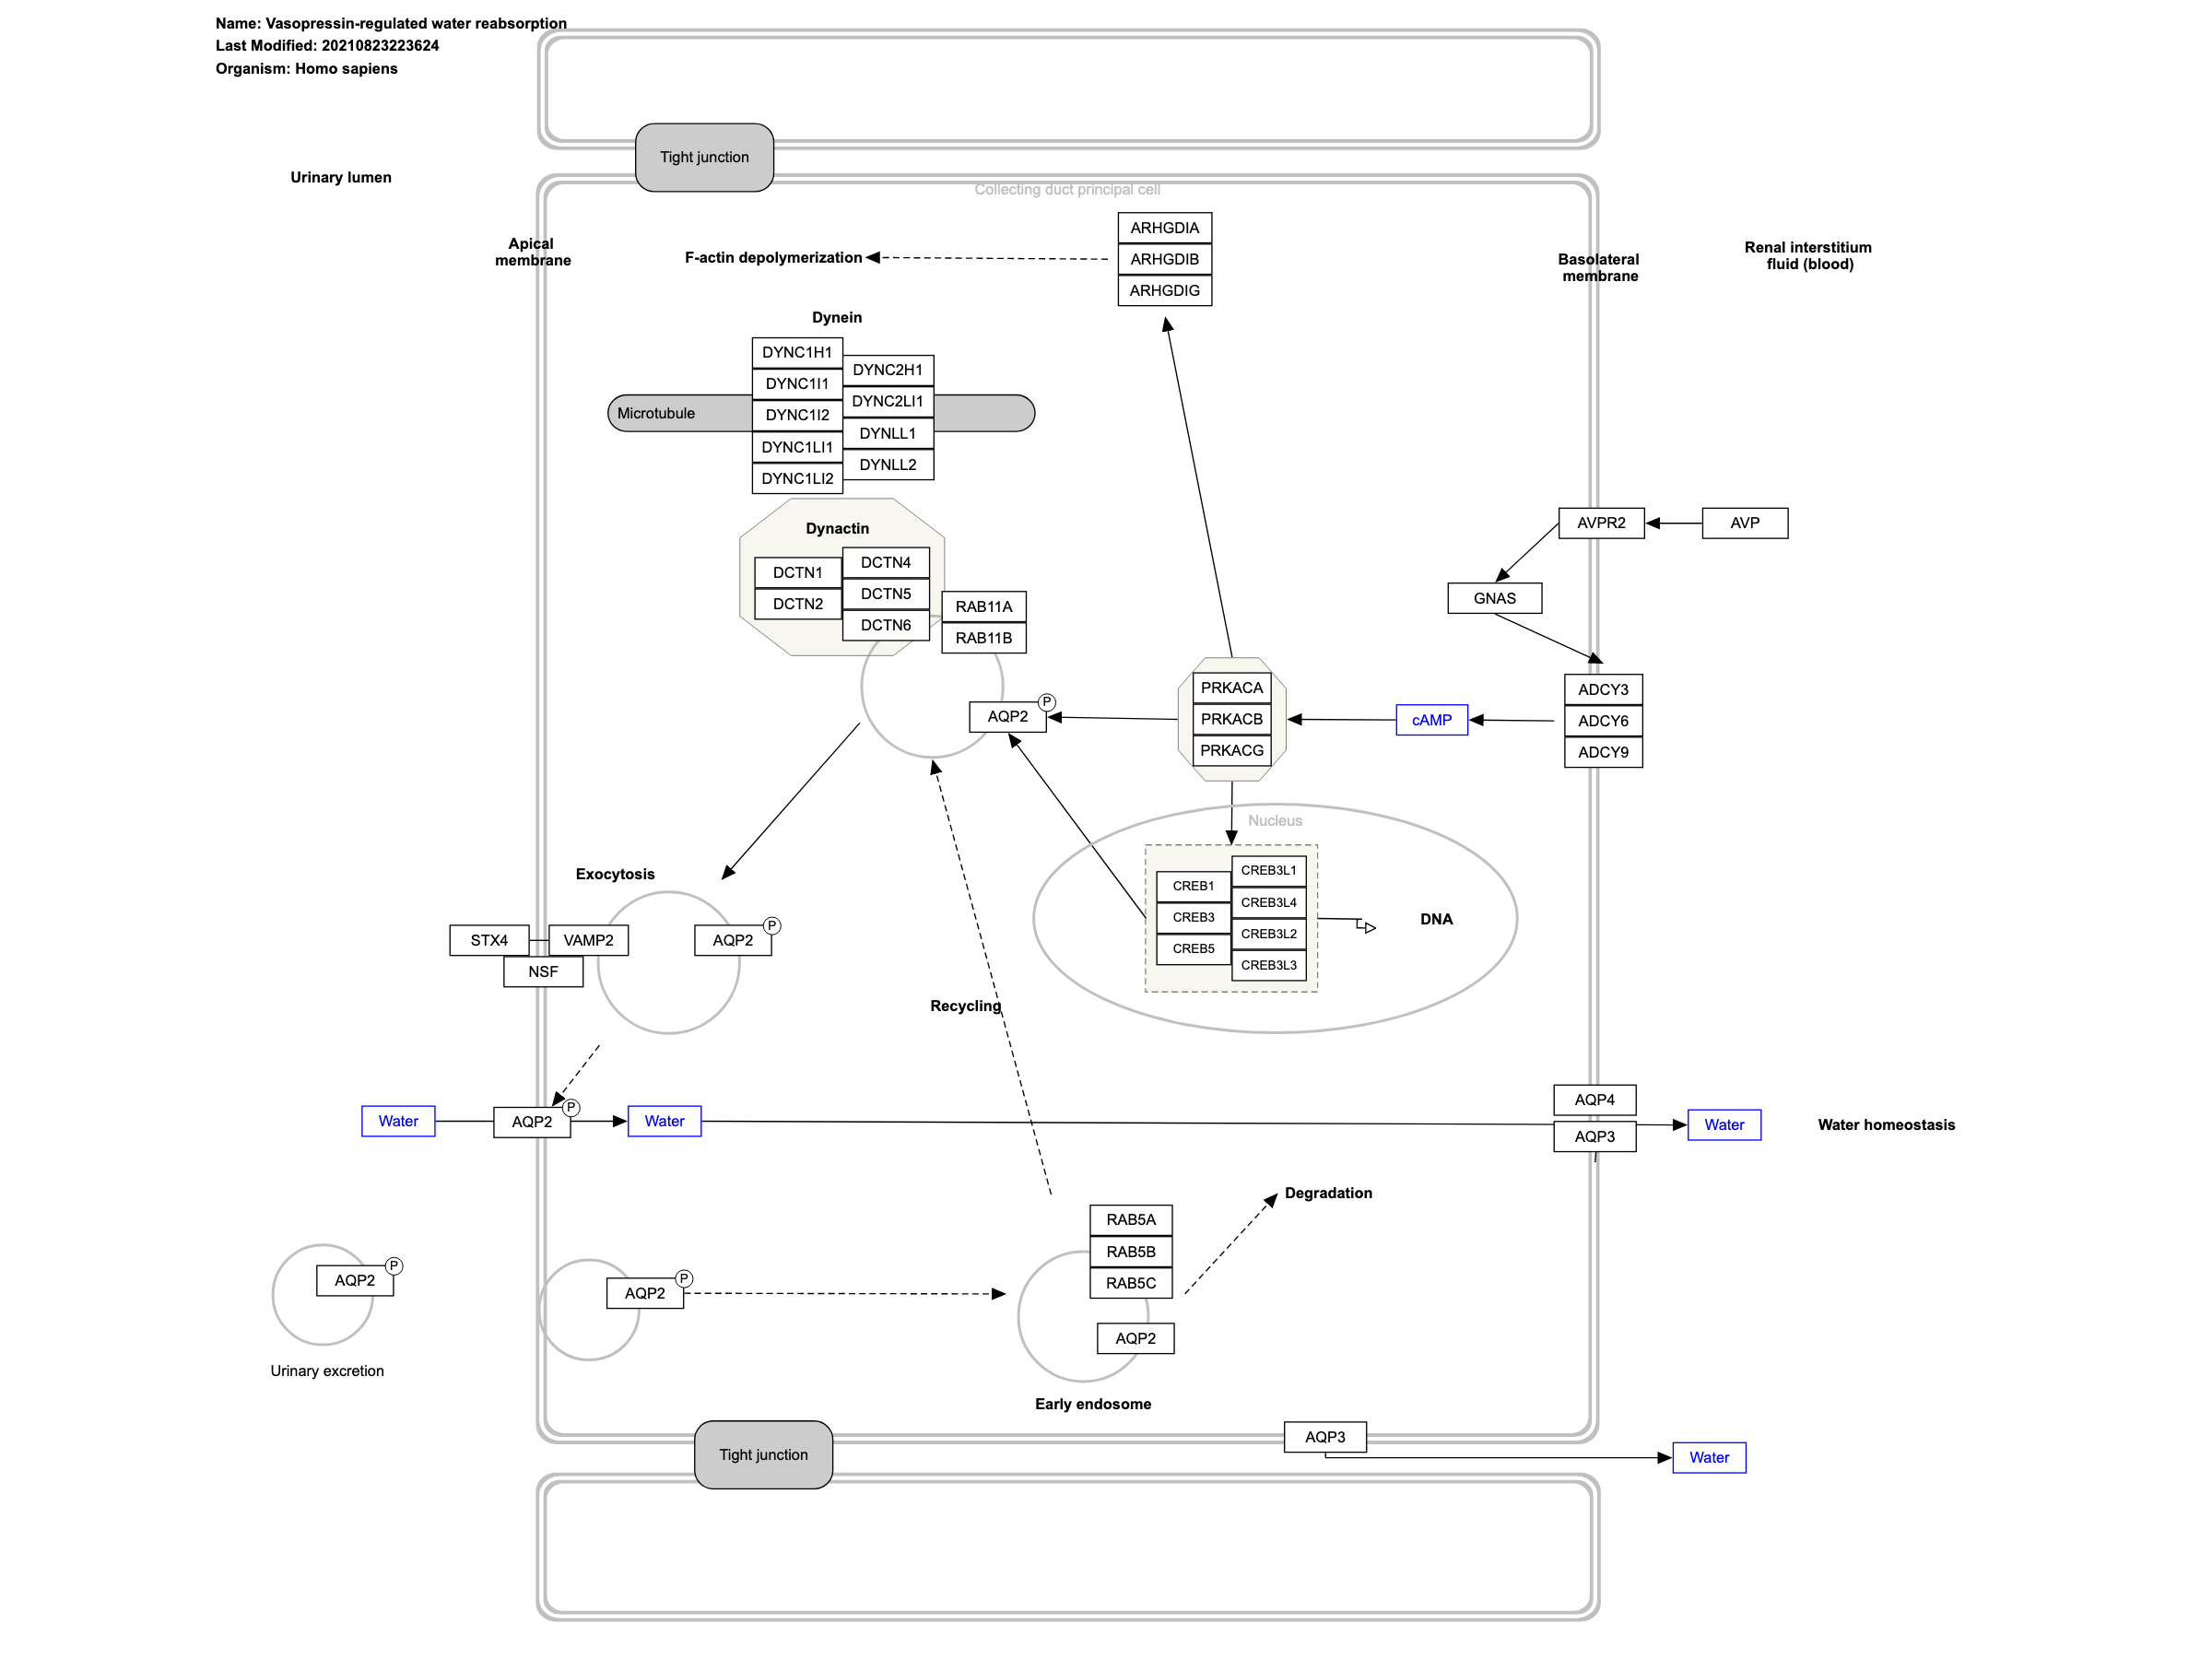 Name: Vasopressin-regulated water reabsorption
Last Modified: 20210823223624
Organism: Homo sapiens
Tight junction
Urinary lumen
Collecting duct principal cell
Apical
membrane
F-actin depolymerization
ARHGDIA
ARHGDIB
ARHGDIG
Basolateral
membrane
Renal interstitium
fluid (blood)
Dynein
DYNC1H1
DYNC1I1
DYNC1I2
DYNC1LI1
DYNC1LI2
DYNC2H1
DYNC2LI1
DYNLL1
DYNLL2
Microtubule
Dynactin
DCTN1
DCTN2
DCTN4
DCTN5
DCTN6
RAB11A
RAB11B
AVPR2
AVP
GNAS
AQP2
P
PRKACA
PRKACB
PRKACG
cAMP
ADCY3
ADCY6
ADCY9
Nucleus
CREB1
CREB3
CREB5
CREB3L1
CREB3L4
CREB3L2
CREB3L3
DNA
Exocytosis
STX4
VAMP2
NSF
AQP2
P
Recycling
Water
AQP2
P
Water
AQP4
AQP3
Water
Water homeostasis
Degradation
RAB5A
RAB5B
RAB5C
AQP2
AQP2
P
Urinary excretion
AQP2
P
Early endosome
Tight junction
AQP3
Water